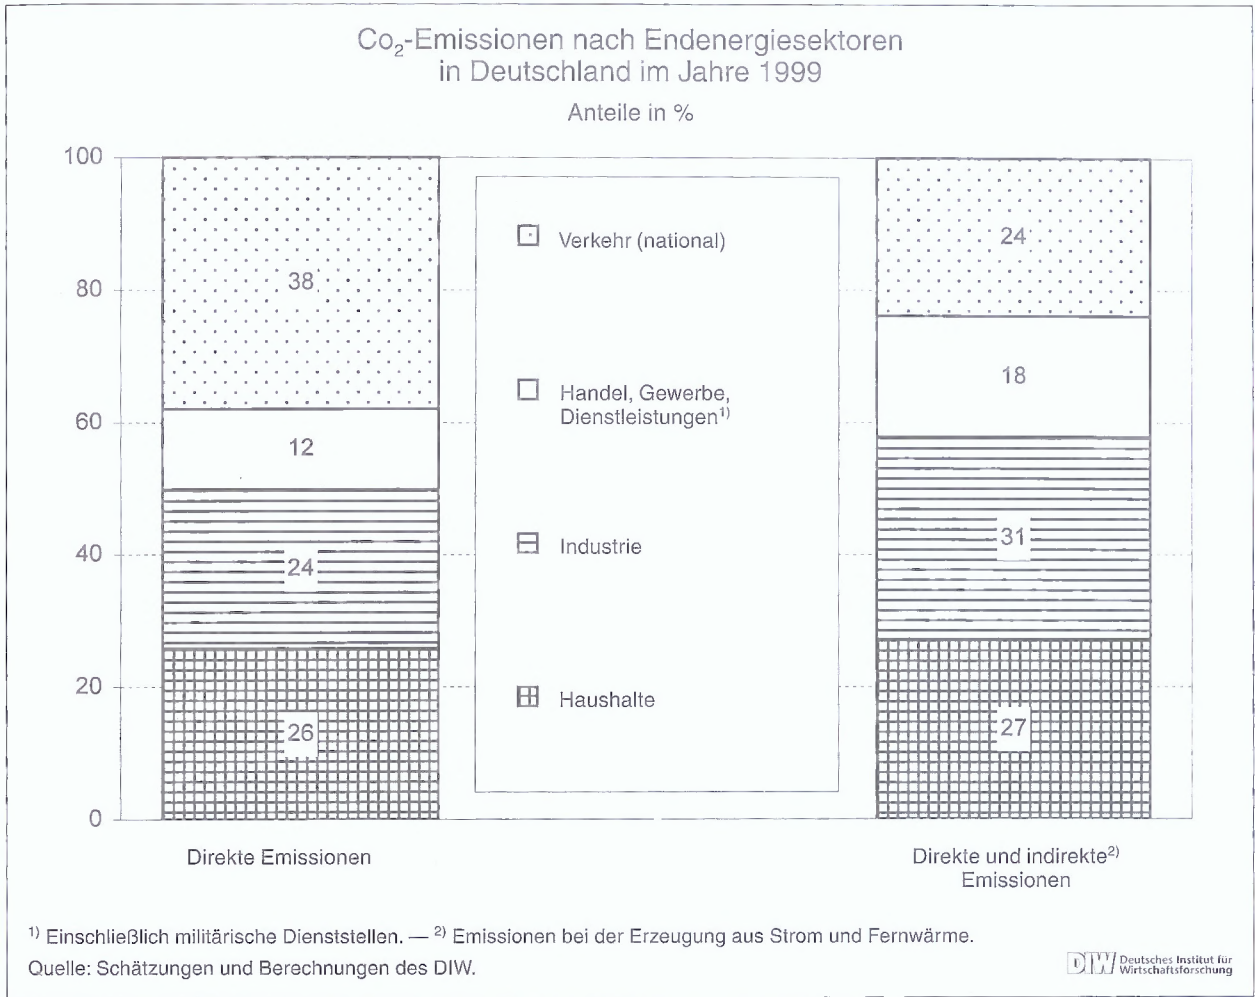 Co₂-Emissionen nach Endenergiesektoren
in Deutschland im Jahre 1999
Anteile in %
100
80
60
40
20
0
38
12
24
26
Verkehr (national)
Handel, Gewerbe,
Dienstleistungen¹⁾
Industrie
Haushalte
24
18
31
27
Direkte Emissionen
Direkte und indirekte²⁾
Emissionen
¹⁾ Einschließlich militärische Dienststellen. — ²⁾ Emissionen bei der Erzeugung aus Strom und Fernwärme.
Quelle: Schätzungen und Berechnungen des DIW.
DIW Deutsches Institut für
Wirtschaftsforschung